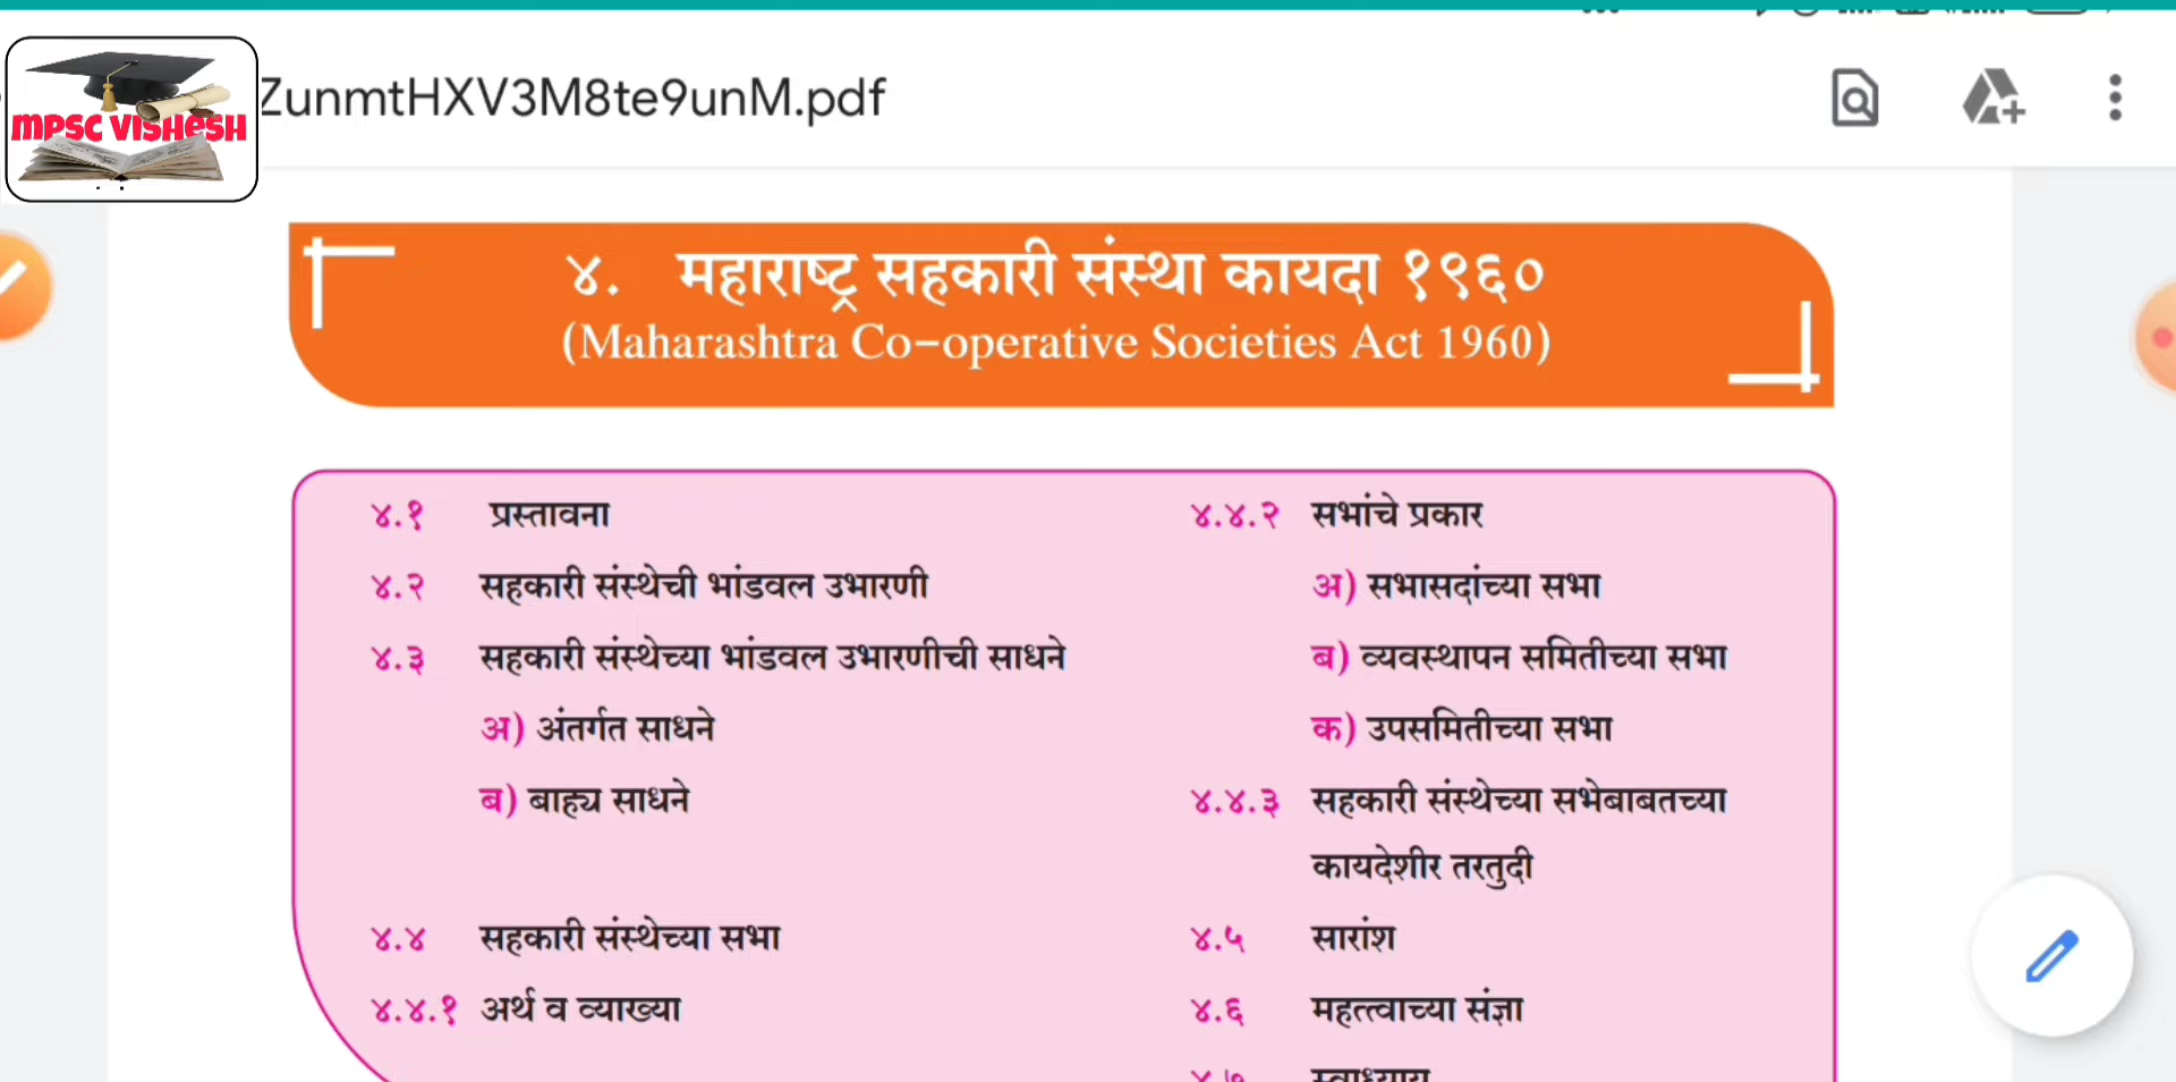 MPSC VISHESH
ZunmtHXV3M8te9unM.pdf
४. महाराष्ट्र सहकारी संस्था कायदा १९६०
(Maharashtra Co-operative Societies Act 1960)
४.१ प्रस्तावना
४.२ सहकारी संस्थेची भांडवल उभारणी
४.३ सहकारी संस्थेच्या भांडवल उभारणीची साधने
अ) अंतर्गत साधने
ब) बाह्य साधने
४.४ सहकारी संस्थेच्या सभा
४.४.१ अर्थ व व्याख्या
४.४.२ सभांचे प्रकार
अ) सभासदांच्या सभा
ब) व्यवस्थापन समितीच्या सभा
क) उपसमितीच्या सभा
४.४.३ सहकारी संस्थेच्या सभेबाबतच्या
कायदेशीर तरतुदी
४.५ सारांश
४.६ महत्त्वाच्या संज्ञा
४.७ स्वाध्याय